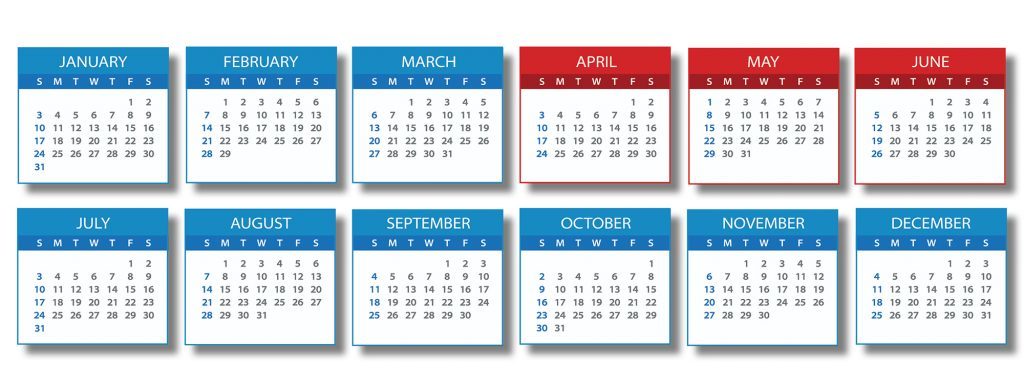 JANUARY
S M T W T F S
1 2
3 4 5 6 7 8 9
10 11 12 13 14 15 16
17 18 19 20 21 22 23
24 25 26 27 28 29 30
31
FEBRUARY
S M T W T F S
1 2 3 4 5 6
7 8 9 10 11 12 13
14 15 16 17 18 19 20
21 22 23 24 25 26 27
28 29
MARCH
S M T W T F S
1 2 3 4 5
6 7 8 9 10 11 12
13 14 15 16 17 18 19
20 21 22 23 24 25 26
27 28 29 30 31
APRIL
S M T W T F S
1 2
3 4 5 6 7 8 9
10 11 12 13 14 15 16
17 18 19 20 21 22 23
24 25 26 27 28 29 30
MAY
S M T W T F S
1 2 3 4 5 6 7
8 9 10 11 12 13 14
15 16 17 18 19 20 21
22 23 24 25 26 27 28
29 30 31
JUNE
S M T W T F S
1 2 3 4
5 6 7 8 9 10 11
12 13 14 15 16 17 18
19 20 21 22 23 24 25
26 27 28 29 30
JULY
S M T W T F S
1 2
3 4 5 6 7 8 9
10 11 12 13 14 15 16
17 18 19 20 21 22 23
24 25 26 27 28 29 30
31
AUGUST
S M T W T F S
1 2 3 4 5 6
7 8 9 10 11 12 13
14 15 16 17 18 19 20
21 22 23 24 25 26 27
28 29 30 31
SEPTEMBER
S M T W T F S
1 2 3
4 5 6 7 8 9 10
11 12 13 14 15 16 17
18 19 20 21 22 23 24
25 26 27 28 29 30
OCTOBER
S M T W T F S
1
2 3 4 5 6 7 8
9 10 11 12 13 14 15
16 17 18 19 20 21 22
23 24 25 26 27 28 29
30 31
NOVEMBER
S M T W T F S
1 2 3 4 5
6 7 8 9 10 11 12
13 14 15 16 17 18 19
20 21 22 23 24 25 26
27 28 29 30
DECEMBER
S M T W T F S
1 2 3
4 5 6 7 8 9 10
11 12 13 14 15 16 17
18 19 20 21 22 23 24
25 26 27 28 29 30 31